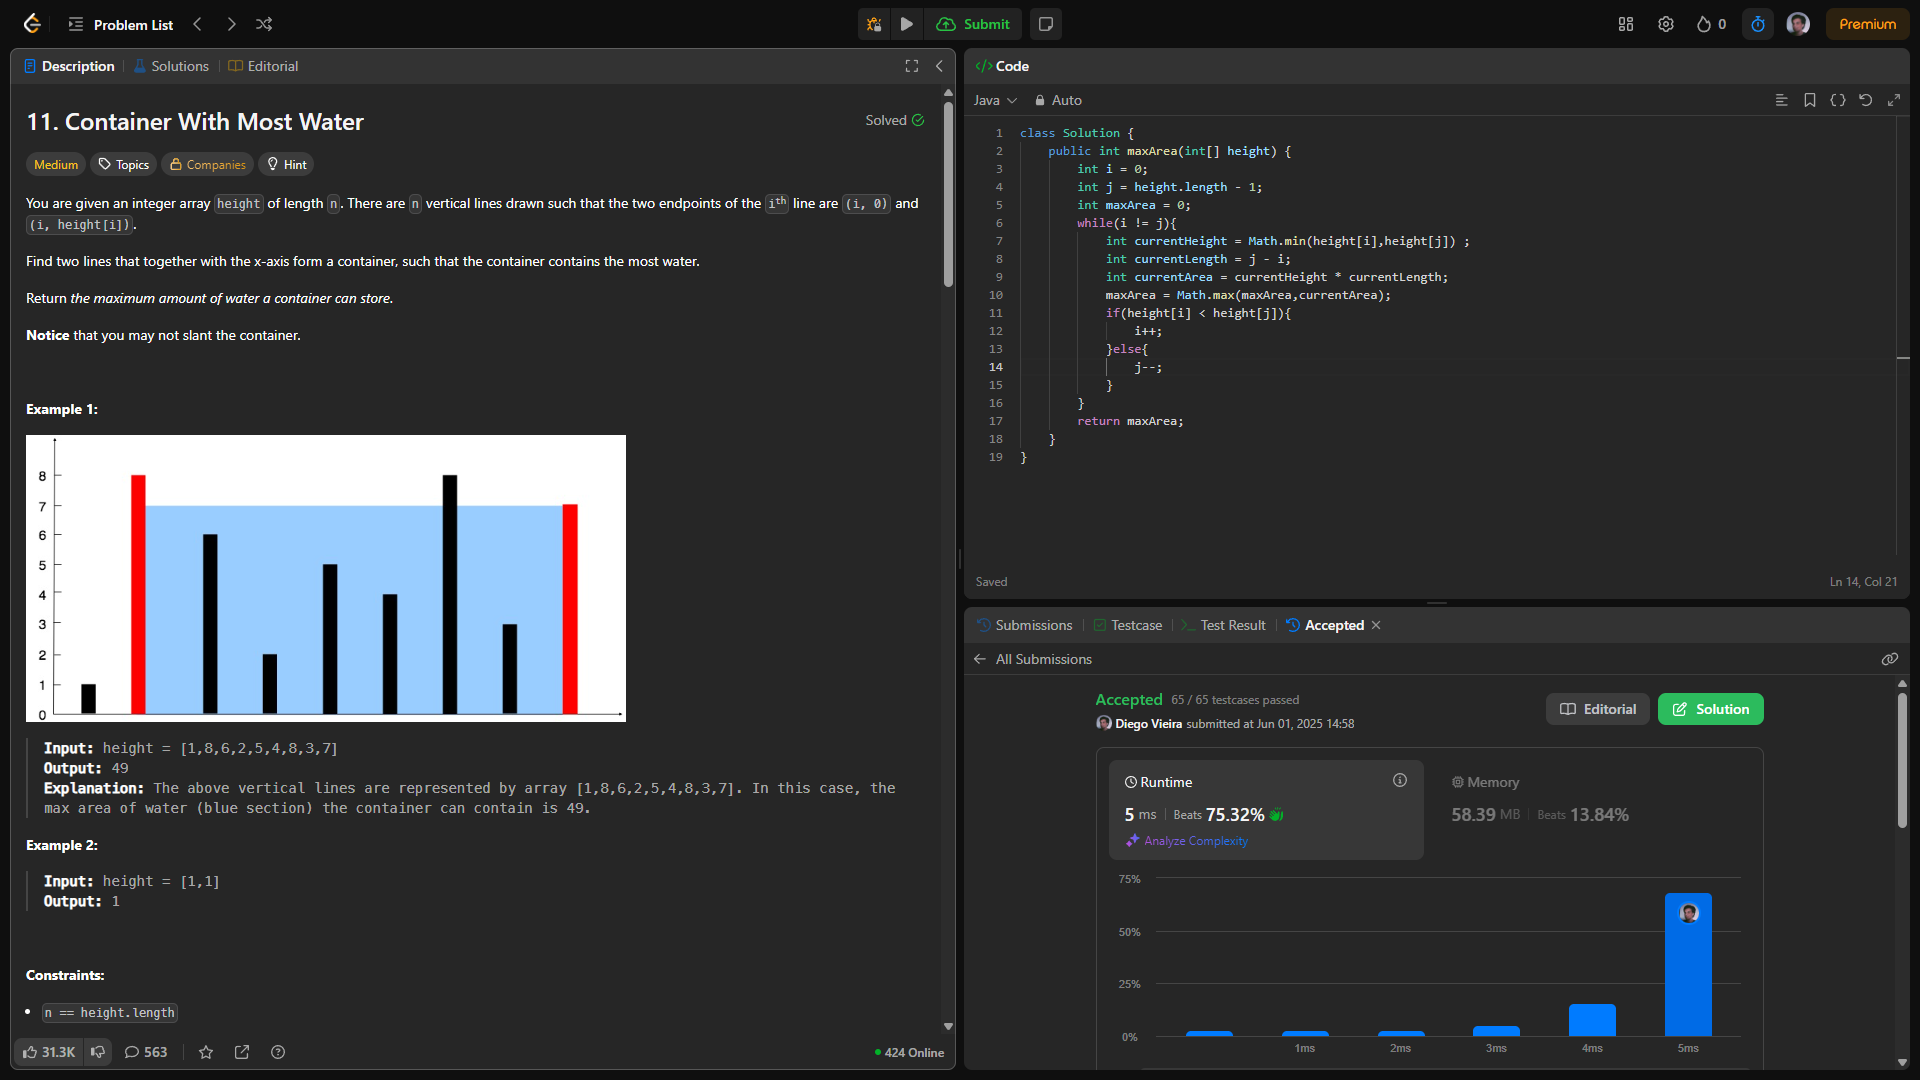 Problem List
Submit
0
Premium
Description
Solutions
Editorial
11. Container With Most Water
Solved
Medium
Topics
Companies
Hint
You are given an integer array height of length n. There are n vertical lines drawn such that the two endpoints of the ith line are (i, 0) and
(i, height[i]).
Find two lines that together with the x-axis form a container, such that the container contains the most water.
Return the maximum amount of water a container can store.
Notice that you may not slant the container.
Example 1:
8
7
6
5
4
3
2
1
0
Input: height = [1,8,6,2,5,4,8,3,7]
Output: 49
Explanation: The above vertical lines are represented by array [1,8,6,2,5,4,8,3,7]. In this case, the
max area of water (blue section) the container can contain is 49.
Example 2:
Input: height = [1,1]
Output: 1
Constraints:
n == height.length
31.3K
563
424 Online
</> Code
Java
Auto
1 class Solution {
2 public int maxArea(int[] height) {
3 int i = 0;
4 int j = height.length - 1;
5 int maxArea = 0;
6 while(i != j){
7 int currentHeight = Math.min(height[i],height[j]) ;
8 int currentLength = j - i;
9 int currentArea = currentHeight * currentLength;
10 maxArea = Math.max(maxArea,currentArea);
11 if(height[i] < height[j]){
12 i++;
13 }else{
14 j--;
15 }
16 }
17 return maxArea;
18 }
19 }
Saved
Ln 14, Col 21
Submissions
Testcase
Test Result
Accepted
All Submissions
Accepted 65 / 65 testcases passed
Diego Vieira submitted at Jun 01, 2025 14:58
Editorial
Solution
Runtime
5 ms Beats 75.32%
Analyze Complexity
Memory
58.39 MB Beats 13.84%
75%
50%
25%
0%
1ms
2ms
3ms
4ms
5ms